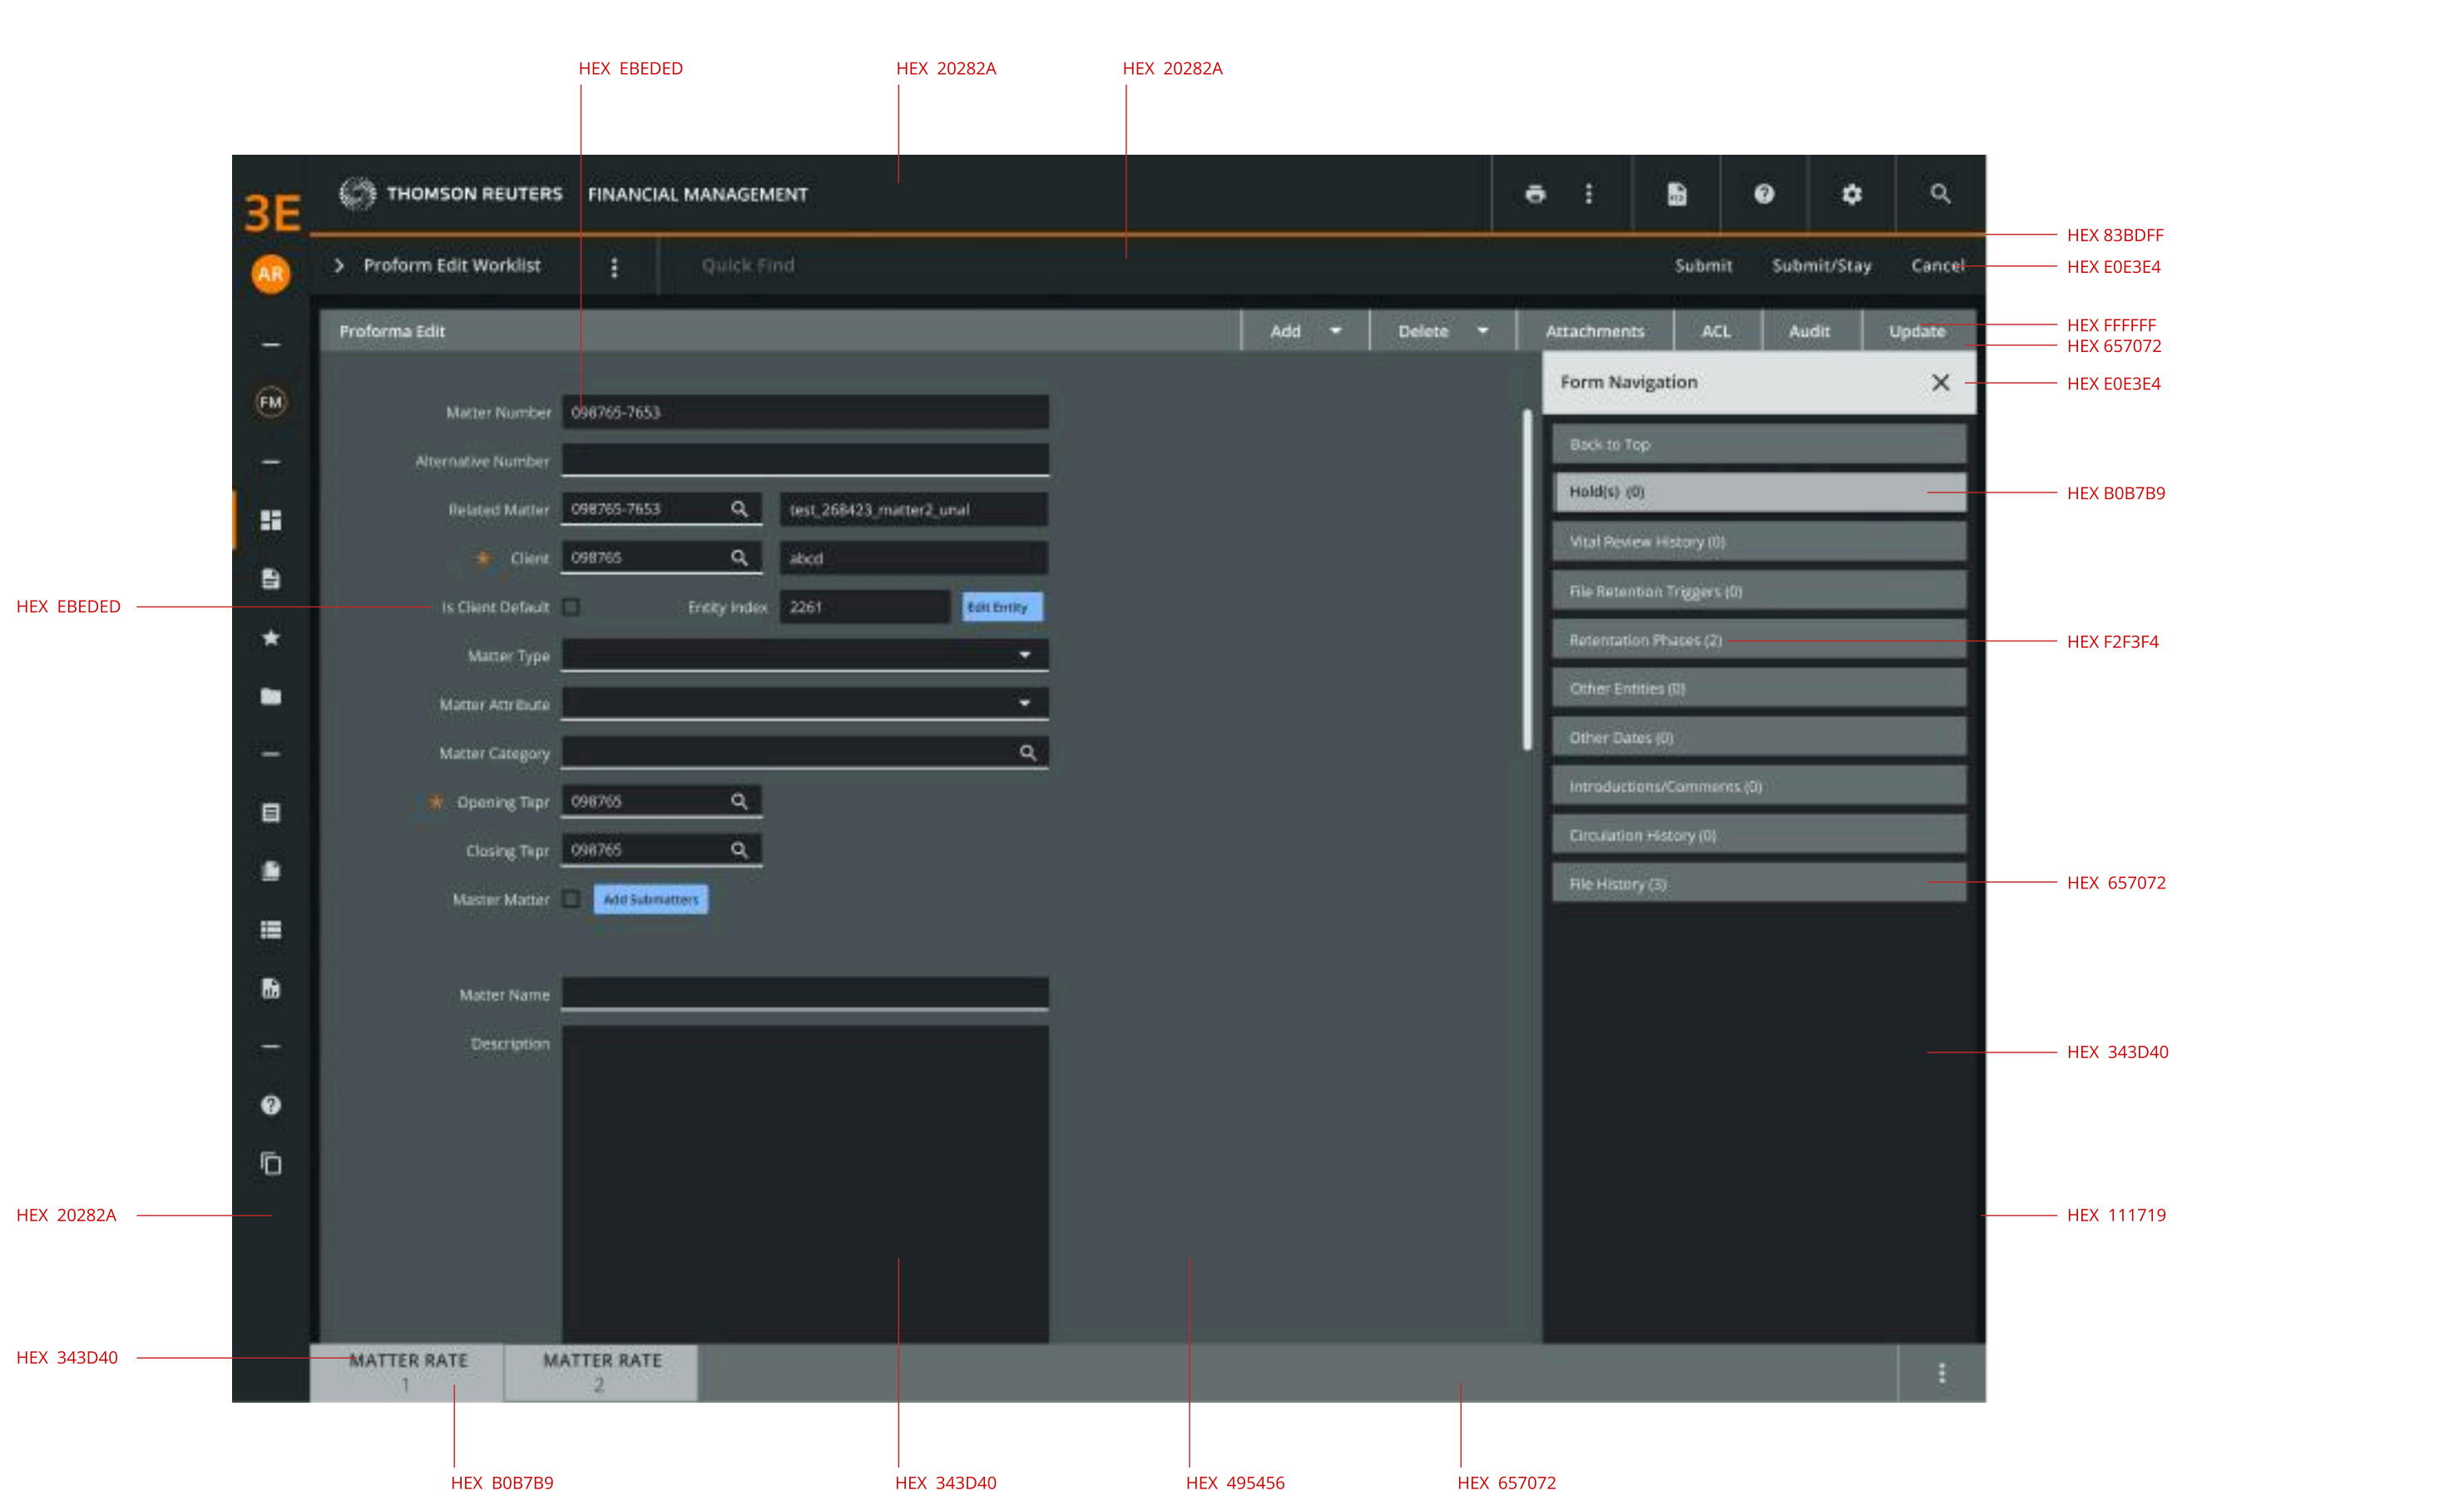 HEX EBEDED
HEX 20282A
HEX 20282A
3E
THOMSON REUTERS
FINANCIAL MANAGEMENT
HEX 83BDFF
AR
Proform Edit Worklist
Quick Find
Submit
Submit/Stay
Cancel
HEX E0E3E4
Proforma Edit
Add
Delete
Attachments
ACL
Audit
Update
HEX FFFFFF
HEX 657072
Form Navigation
HEX E0E3E4
FM
Matter Number
098765-7653
Back to Top
Alternative Number
Hold(s) (0)
HEX B0B7B9
Related Matter
098765-7653
test_268423_matter2_unal
Vital Review History (0)
* Client
098765
abcd
File Retention Triggers (0)
HEX EBEDED
Is Client Default
Entity Index
2261
Edit Entity
Retentation Phases (2)
HEX F2F3F4
Matter Type
Other Entities (0)
Matter Attribute
Other Dates (0)
Matter Category
Introductions/Comments (0)
* Opening Tkpr
098765
Circulation History (0)
Closing Tkpr
098765
File History (3)
HEX 657072
Master Matter
Add Submatters
Matter Name
Description
HEX 343D40
HEX 20282A
HEX 111719
HEX 343D40
MATTER RATE
1
MATTER RATE
2
HEX B0B7B9
HEX 343D40
HEX 495456
HEX 657072